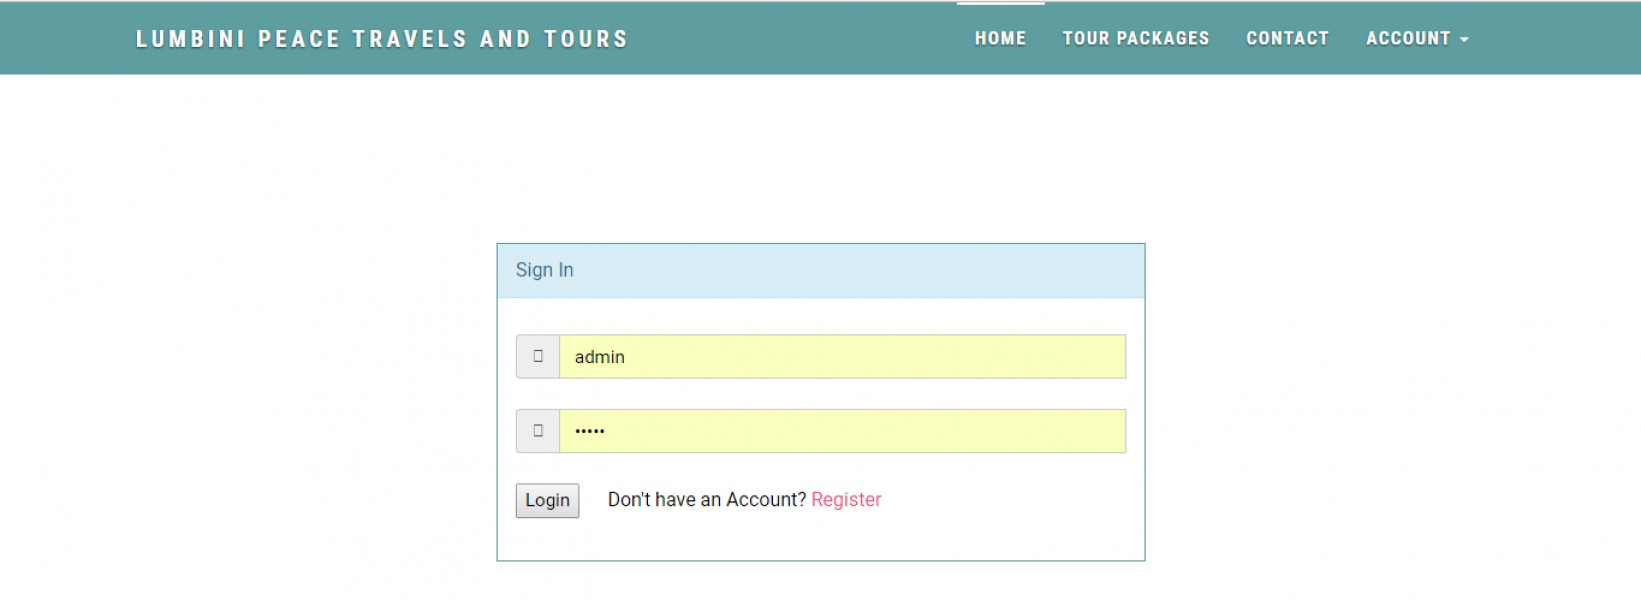 LUMBINI PEACE TRAVELS AND TOURS
HOME TOUR PACKAGES CONTACT ACCOUNT
Sign In
admin
•••••
Login Don't have an Account? Register